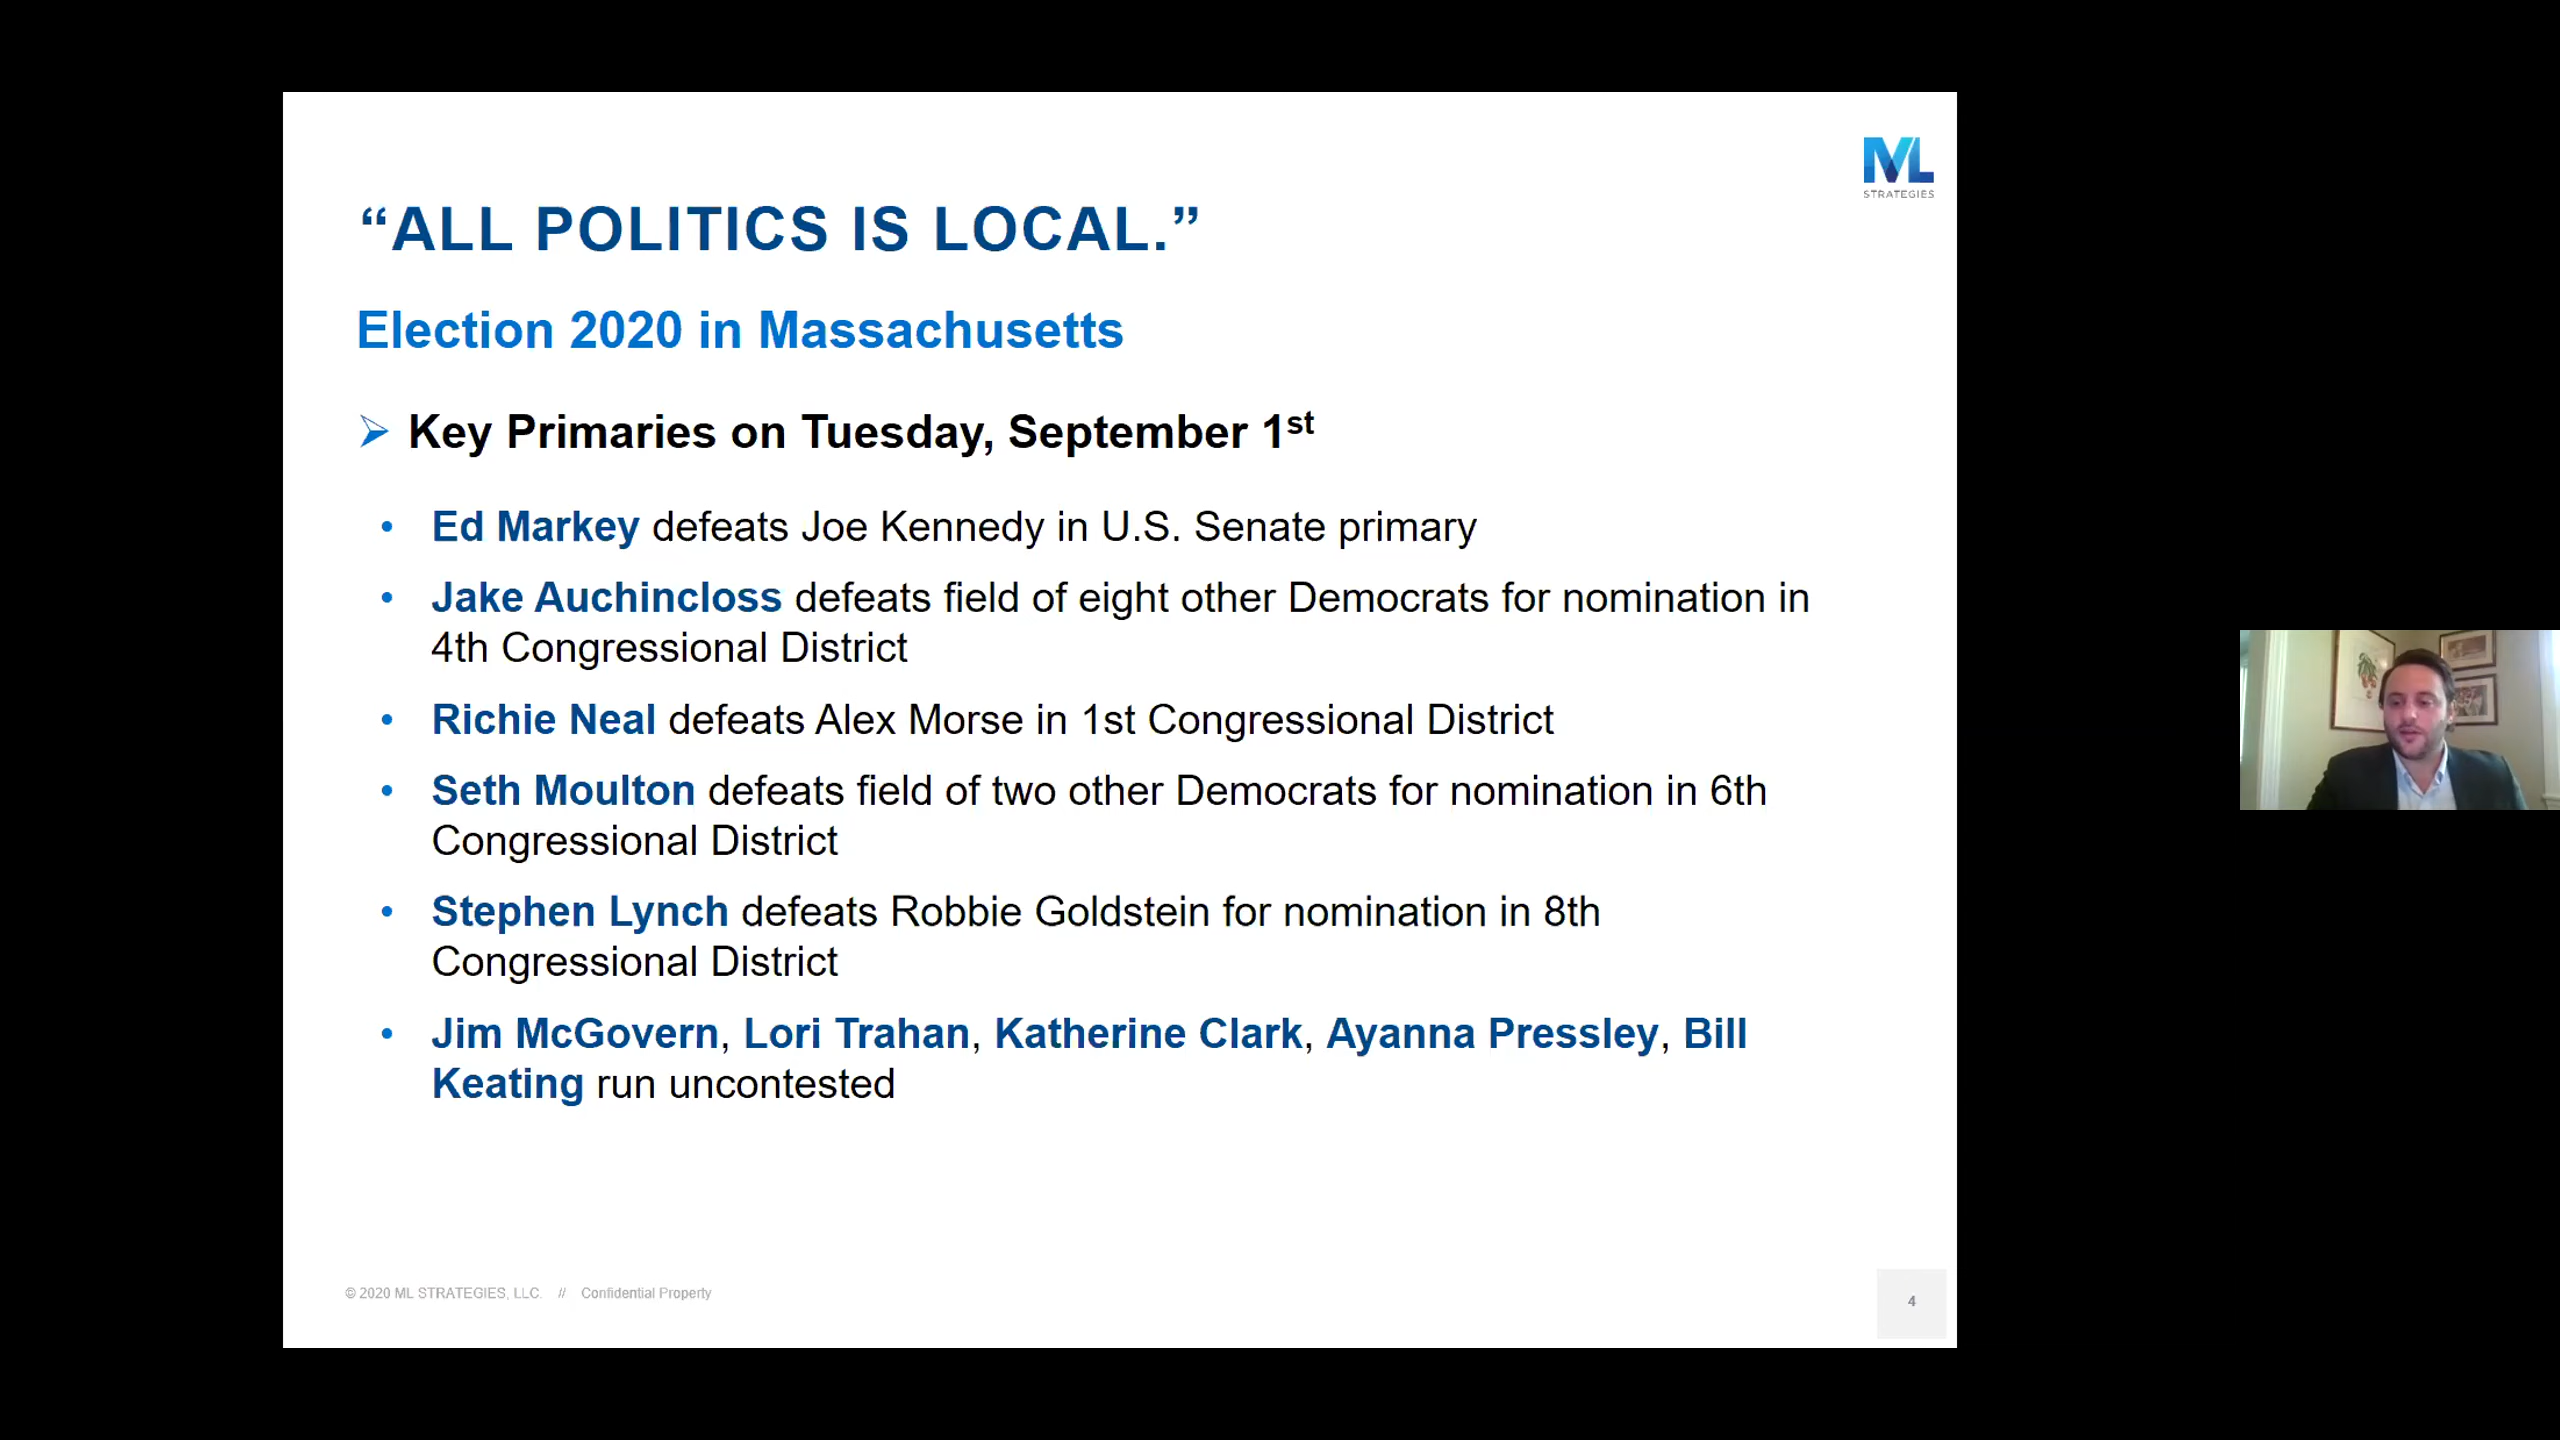 ML
STRATEGIES
“ALL POLITICS IS LOCAL.”
Election 2020 in Massachusetts
Key Primaries on Tuesday, September 1st
• Ed Markey defeats Joe Kennedy in U.S. Senate primary
• Jake Auchincloss defeats field of eight other Democrats for nomination in
4th Congressional District
• Richie Neal defeats Alex Morse in 1st Congressional District
• Seth Moulton defeats field of two other Democrats for nomination in 6th
Congressional District
• Stephen Lynch defeats Robbie Goldstein for nomination in 8th
Congressional District
• Jim McGovern, Lori Trahan, Katherine Clark, Ayanna Pressley, Bill
Keating run uncontested
© 2020 ML STRATEGIES, LLC. // Confidential Property
4